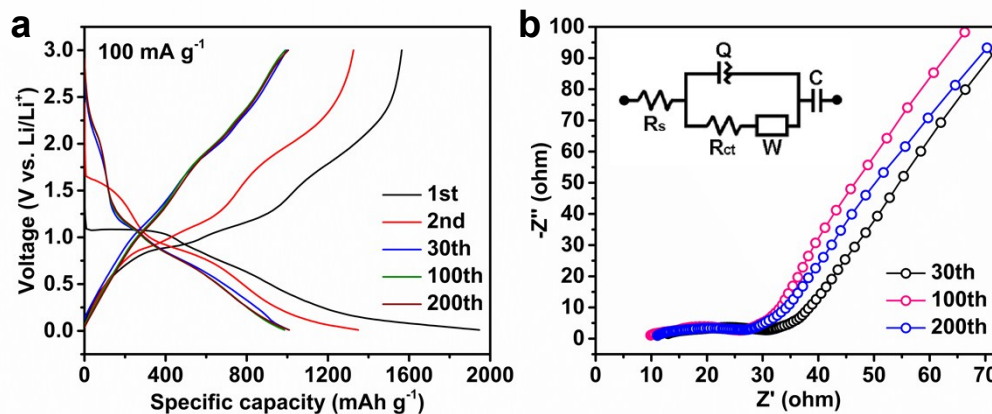 a
100 mA g⁻¹
3.0
2.5
2.0
1.5
1.0
0.5
0.0
Voltage (V vs. Li/Li⁺)
1st
2nd
30th
100th
200th
0 400 800 1200 1600 2000
Specific capacity (mAh g⁻¹)
b
100
90
80
70
60
50
40
30
20
10
0
-Z'' (ohm)
Q
C
Rs
Rct
W
30th
100th
200th
0 10 20 30 40 50 60 70
Z' (ohm)